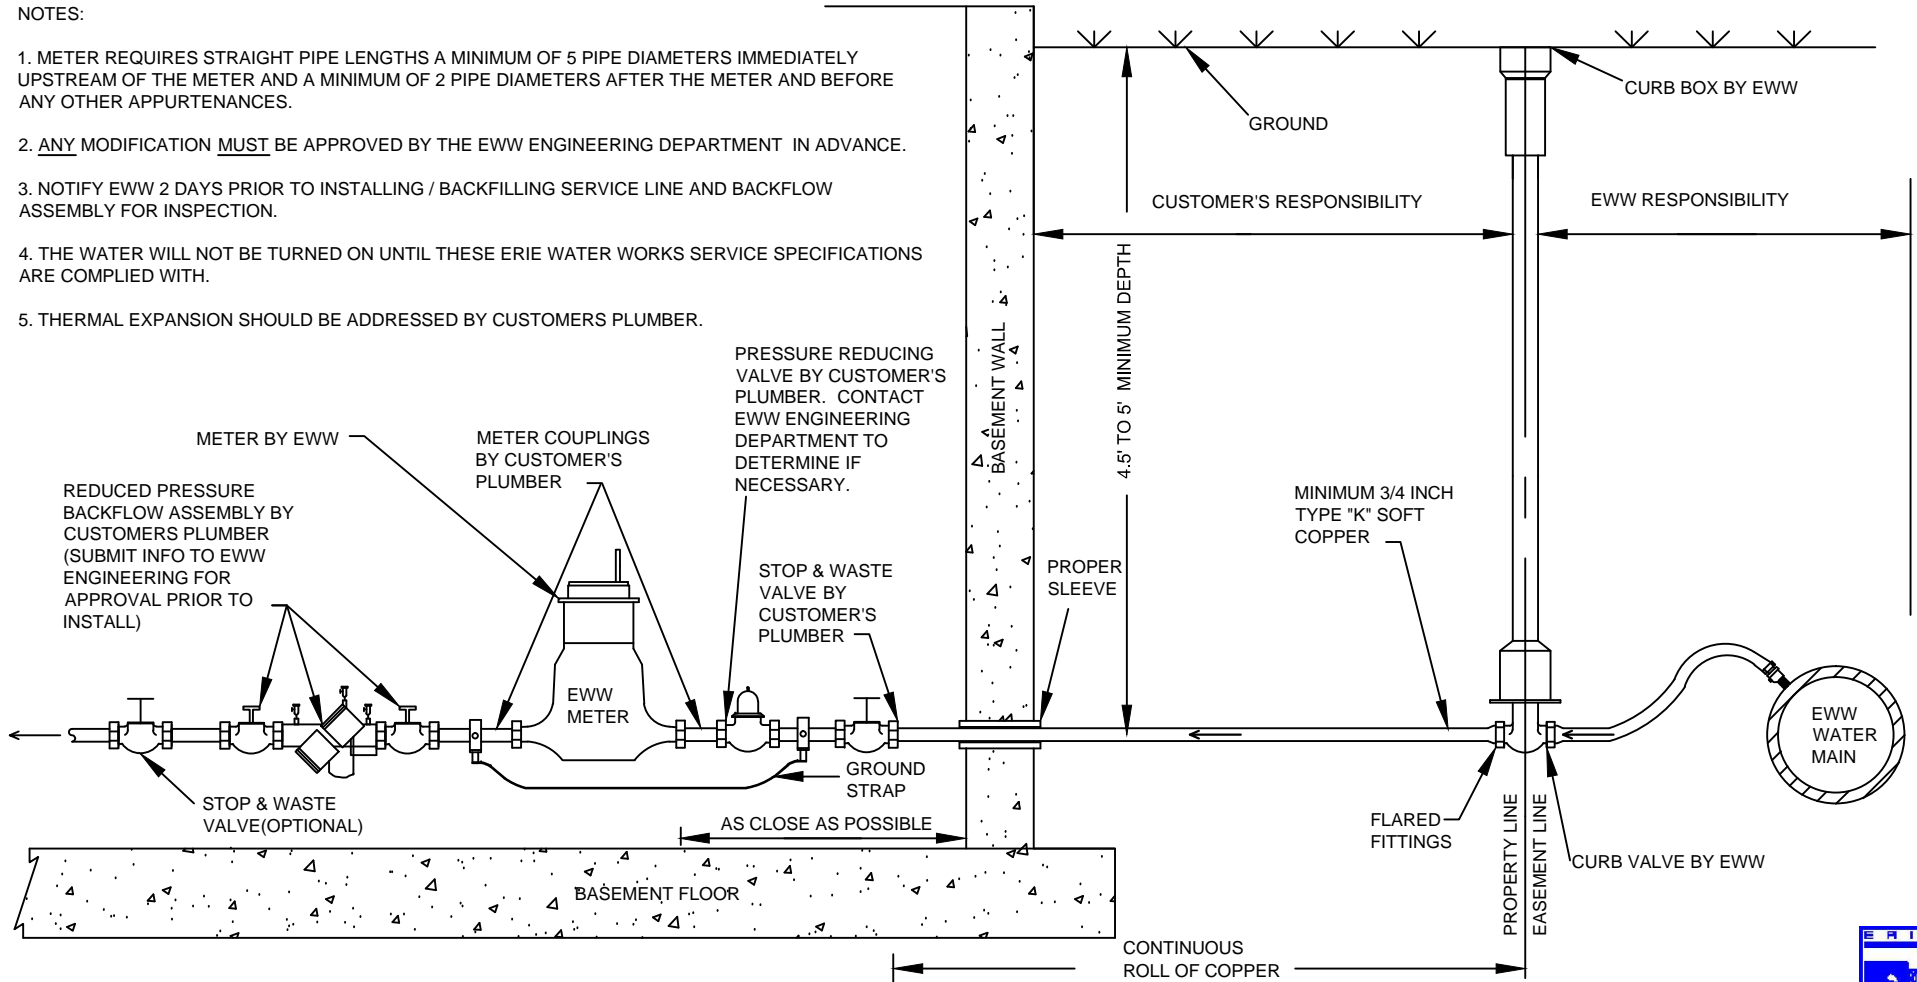 NOTES:
1. METER REQUIRES STRAIGHT PIPE LENGTHS A MINIMUM OF 5 PIPE DIAMETERS IMMEDIATELY
UPSTREAM OF THE METER AND A MINIMUM OF 2 PIPE DIAMETERS AFTER THE METER AND BEFORE
ANY OTHER APPURTENANCES.
2. ANY MODIFICATION MUST BE APPROVED BY THE EWW ENGINEERING DEPARTMENT IN ADVANCE.
3. NOTIFY EWW 2 DAYS PRIOR TO INSTALLING / BACKFILLING SERVICE LINE AND BACKFLOW
ASSEMBLY FOR INSPECTION.
4. THE WATER WILL NOT BE TURNED ON UNTIL THESE ERIE WATER WORKS SERVICE SPECIFICATIONS
ARE COMPLIED WITH.
5. THERMAL EXPANSION SHOULD BE ADDRESSED BY CUSTOMERS PLUMBER.
CURB BOX BY EWW
GROUND
CUSTOMER'S RESPONSIBILITY
EWW RESPONSIBILITY
4.5' TO 5' MINIMUM DEPTH
BASEMENT WALL
PRESSURE REDUCING
VALVE BY CUSTOMER'S
PLUMBER. CONTACT
EWW ENGINEERING
DEPARTMENT TO
DETERMINE IF
NECESSARY.
METER BY EWW
METER COUPLINGS
BY CUSTOMER'S
PLUMBER
REDUCED PRESSURE
BACKFLOW ASSEMBLY BY
CUSTOMERS PLUMBER
(SUBMIT INFO TO EWW
ENGINEERING FOR
APPROVAL PRIOR TO
INSTALL)
STOP & WASTE
VALVE BY
CUSTOMER'S
PLUMBER
PROPER
SLEEVE
MINIMUM 3/4 INCH
TYPE "K" SOFT
COPPER
EWW
METER
EWW
WATER
MAIN
GROUND
STRAP
STOP & WASTE
VALVE(OPTIONAL)
AS CLOSE AS POSSIBLE
FLARED
FITTINGS
PROPERTY LINE
EASEMENT LINE
CURB VALVE BY EWW
BASEMENT FLOOR
CONTINUOUS
ROLL OF COPPER